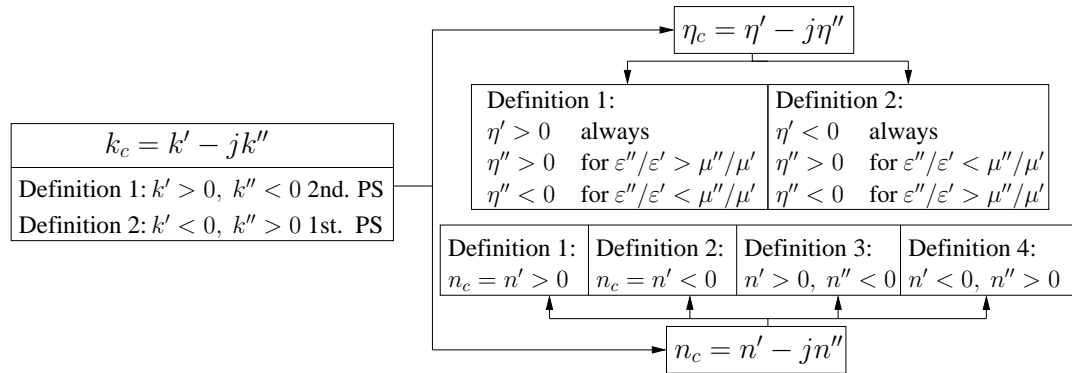 η_c = η′ − jη″
Definition 1:
η′ > 0 always
η″ > 0 for ε″/ε′ > μ″/μ′
η″ < 0 for ε″/ε′ < μ″/μ′
Definition 2:
η′ < 0 always
η″ > 0 for ε″/ε′ < μ″/μ′
η″ < 0 for ε″/ε′ > μ″/μ′
k_c = k′ − jk″
Definition 1: k′ > 0, k″ < 0 2nd. PS
Definition 2: k′ < 0, k″ > 0 1st. PS
Definition 1:
n_c = n′ > 0
Definition 2:
n_c = n′ < 0
Definition 3:
n′ > 0, n″ < 0
Definition 4:
n′ < 0, n″ > 0
n_c = n′ − jn″